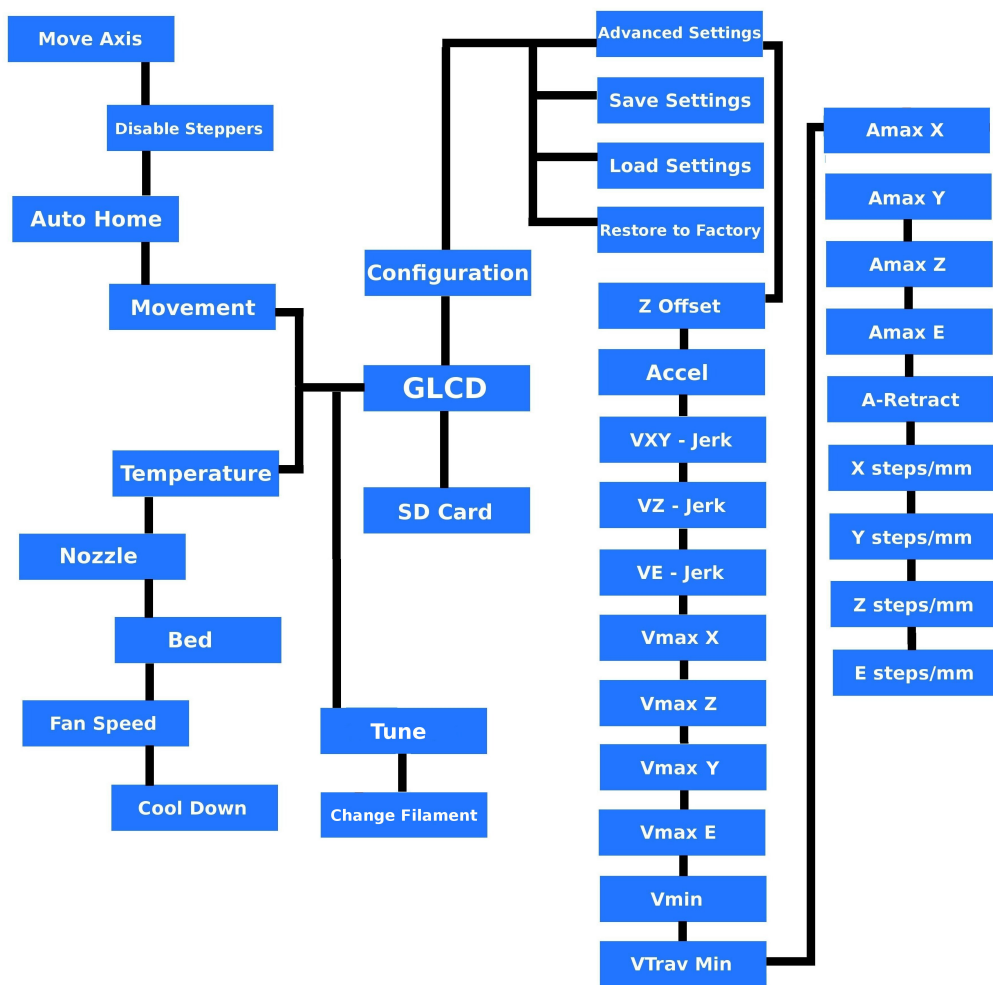 Move Axis
Disable Steppers
Auto Home
Movement
Temperature
Nozzle
Bed
Fan Speed
Cool Down
Configuration
GLCD
SD Card
Tune
Change Filament
Advanced Settings
Save Settings
Load Settings
Restore to Factory
Z Offset
Accel
VXY - Jerk
VZ - Jerk
VE - Jerk
Vmax X
Vmax Z
Vmax Y
Vmax E
Vmin
VTrav Min
Amax X
Amax Y
Amax Z
Amax E
A-Retract
X steps/mm
Y steps/mm
Z steps/mm
E steps/mm